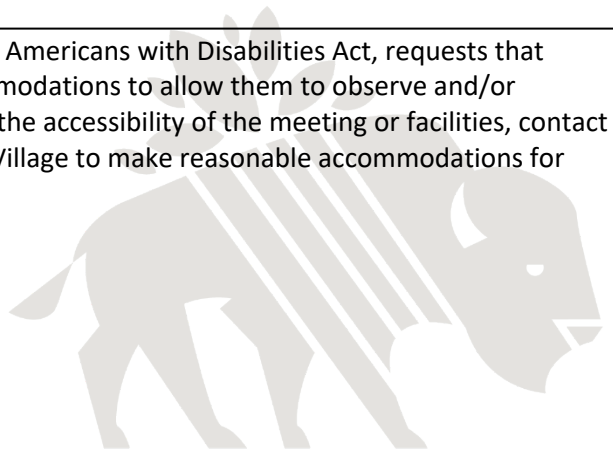 Americans with Disabilities Act, requests that
modations to allow them to observe and/or
the accessibility of the meeting or facilities, contact
Village to make reasonable accommodations for